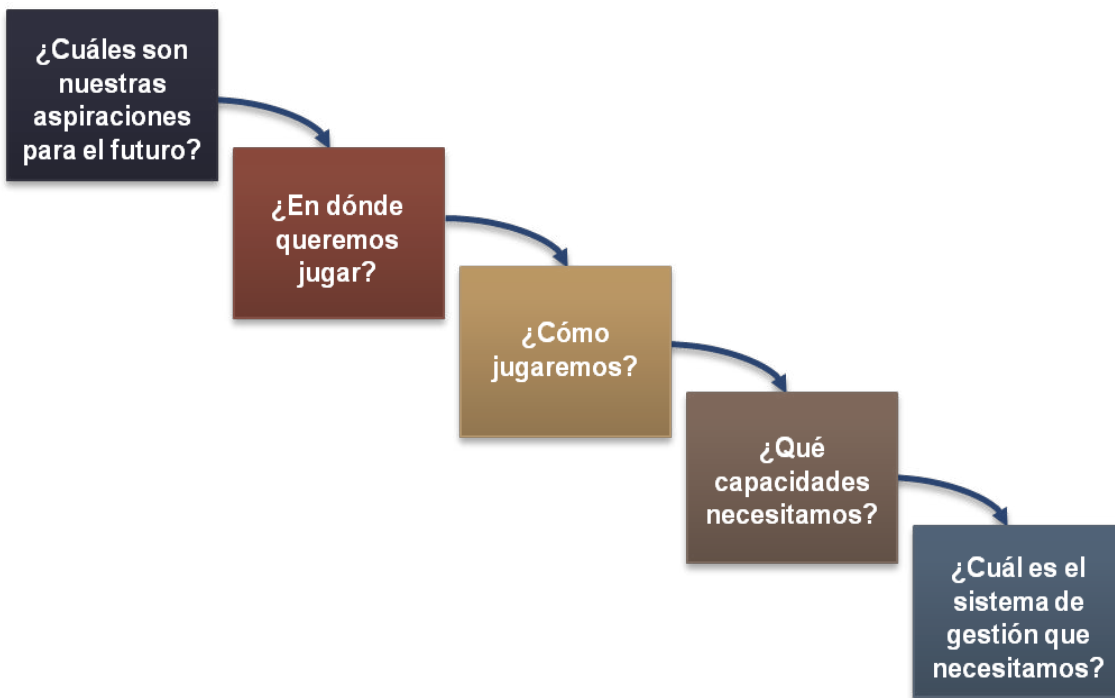 ¿Cuáles son
nuestras
aspiraciones
para el futuro?
¿En dónde
queremos
jugar?
¿Cómo
jugaremos?
¿Qué
capacidades
necesitamos?
¿Cuál es el
sistema de
gestión que
necesitamos?